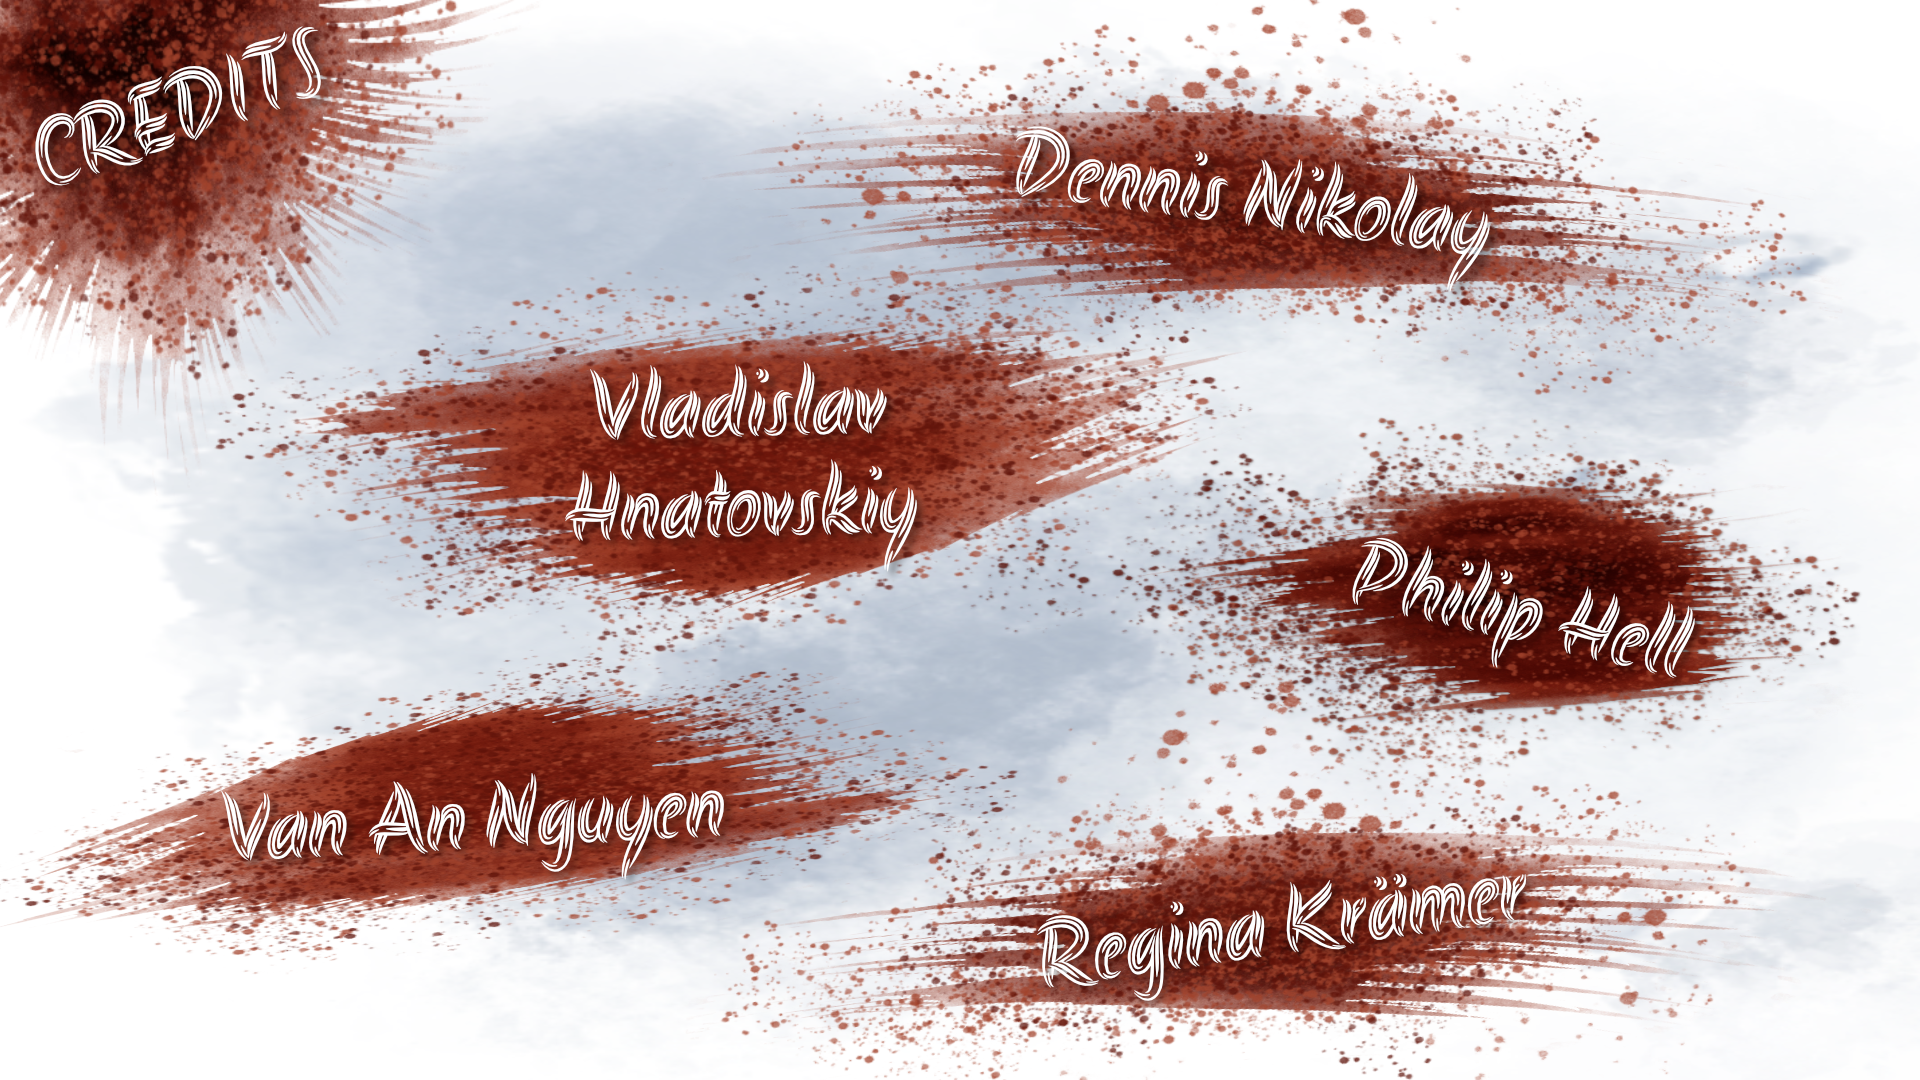 CREDITS
Dennis Nikolay
Vladislav
Hnatovskiy
Philip Hell
Van An Nguyen
Regina Krämer